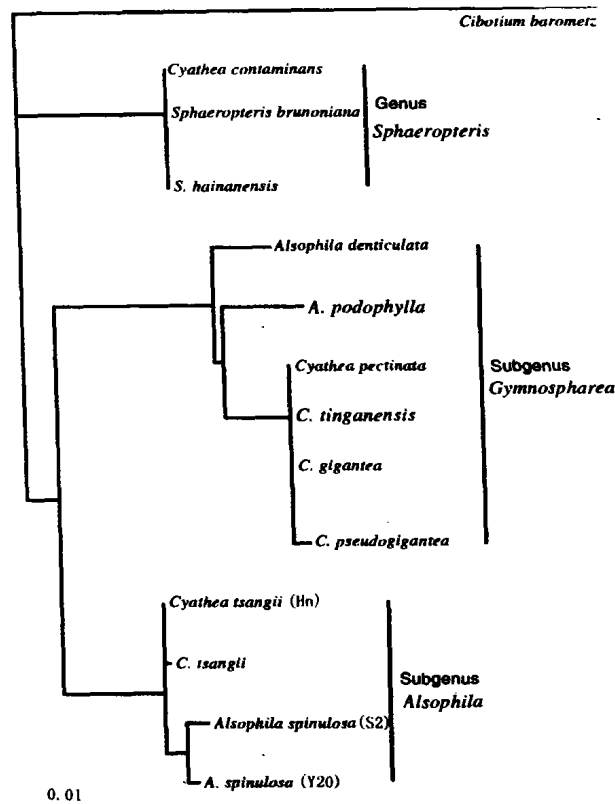 Cibotium barometz
Cyathea contaminans
Sphaeropteris brunoniana
S. hainanensis
Genus
Sphaeropteris
Alsophila denticulata
A. podophylla
Cyathea pectinata
C. tinganensis
C. gigantea
C. pseudogigantea
Subgenus
Gymnospharea
Cyathea tsangii (Hn)
C. tsangii
Alsophila spinulosa (S2)
A. spinulosa (Y20)
Subgenus
Alsophila
0.01